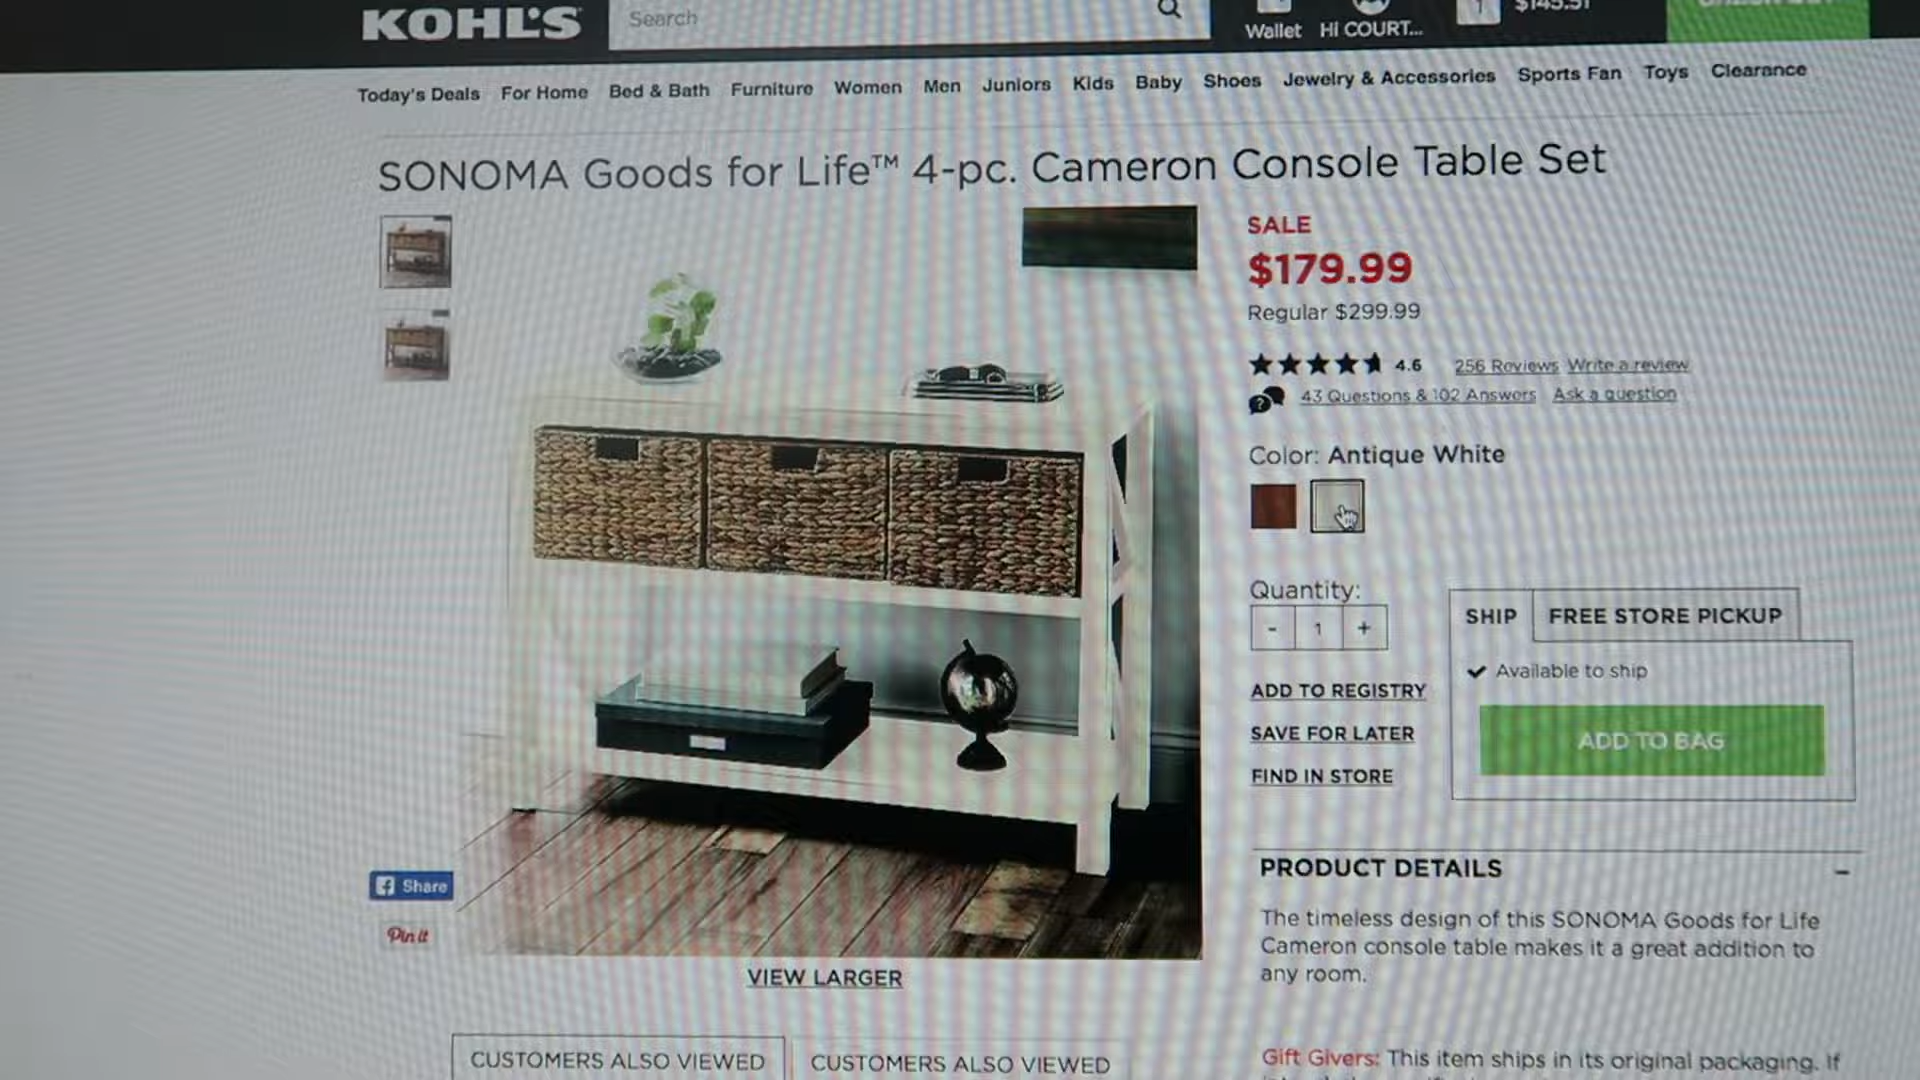 KOHL'S
Search
Wallet Hi COURT...
1
$145.51
Today's Deals For Home Bed & Bath Furniture Women Men Juniors Kids Baby Shoes Jewelry & Accessories Sports Fan Toys Clearance
SONOMA Goods for Life™ 4-pc. Cameron Console Table Set
SALE
$179.99
Regular $299.99
4.6 256 Reviews Write a review
43 Questions & 102 Answers Ask a question
Color: Antique White
Quantity:
- 1 +
SHIP FREE STORE PICKUP
Available to ship
ADD TO BAG
ADD TO REGISTRY
SAVE FOR LATER
FIND IN STORE
PRODUCT DETAILS
The timeless design of this SONOMA Goods for Life
Cameron console table makes it a great addition to
any room.
Share
Pin it
VIEW LARGER
CUSTOMERS ALSO VIEWED CUSTOMERS ALSO VIEWED
Gift Givers: This item ships in its original packaging. If